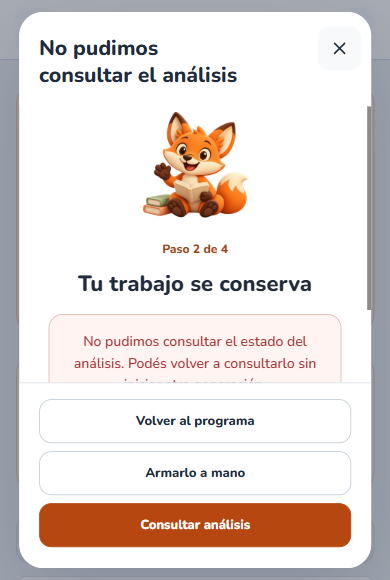 No pudimos
consultar el análisis
Paso 2 de 4
Tu trabajo se conserva
No pudimos consultar el estado del
análisis. Podés volver a consultarlo sin
Volver al programa
Armarlo a mano
Consultar análisis